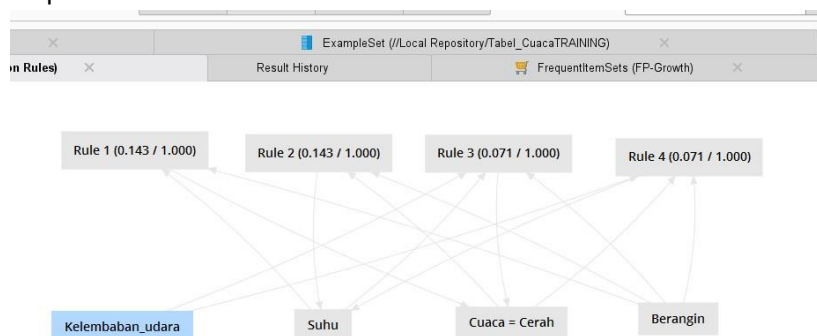 ExampleSet (//Local Repository/Tabel_CuacaTRAINING)
on Rules)
Result History
FrequentItemSets (FP-Growth)
Rule 1 (0.143 / 1.000)
Rule 2 (0.143 / 1.000)
Rule 3 (0.071 / 1.000)
Rule 4 (0.071 / 1.000)
Kelembaban_udara
Suhu
Cuaca = Cerah
Berangin